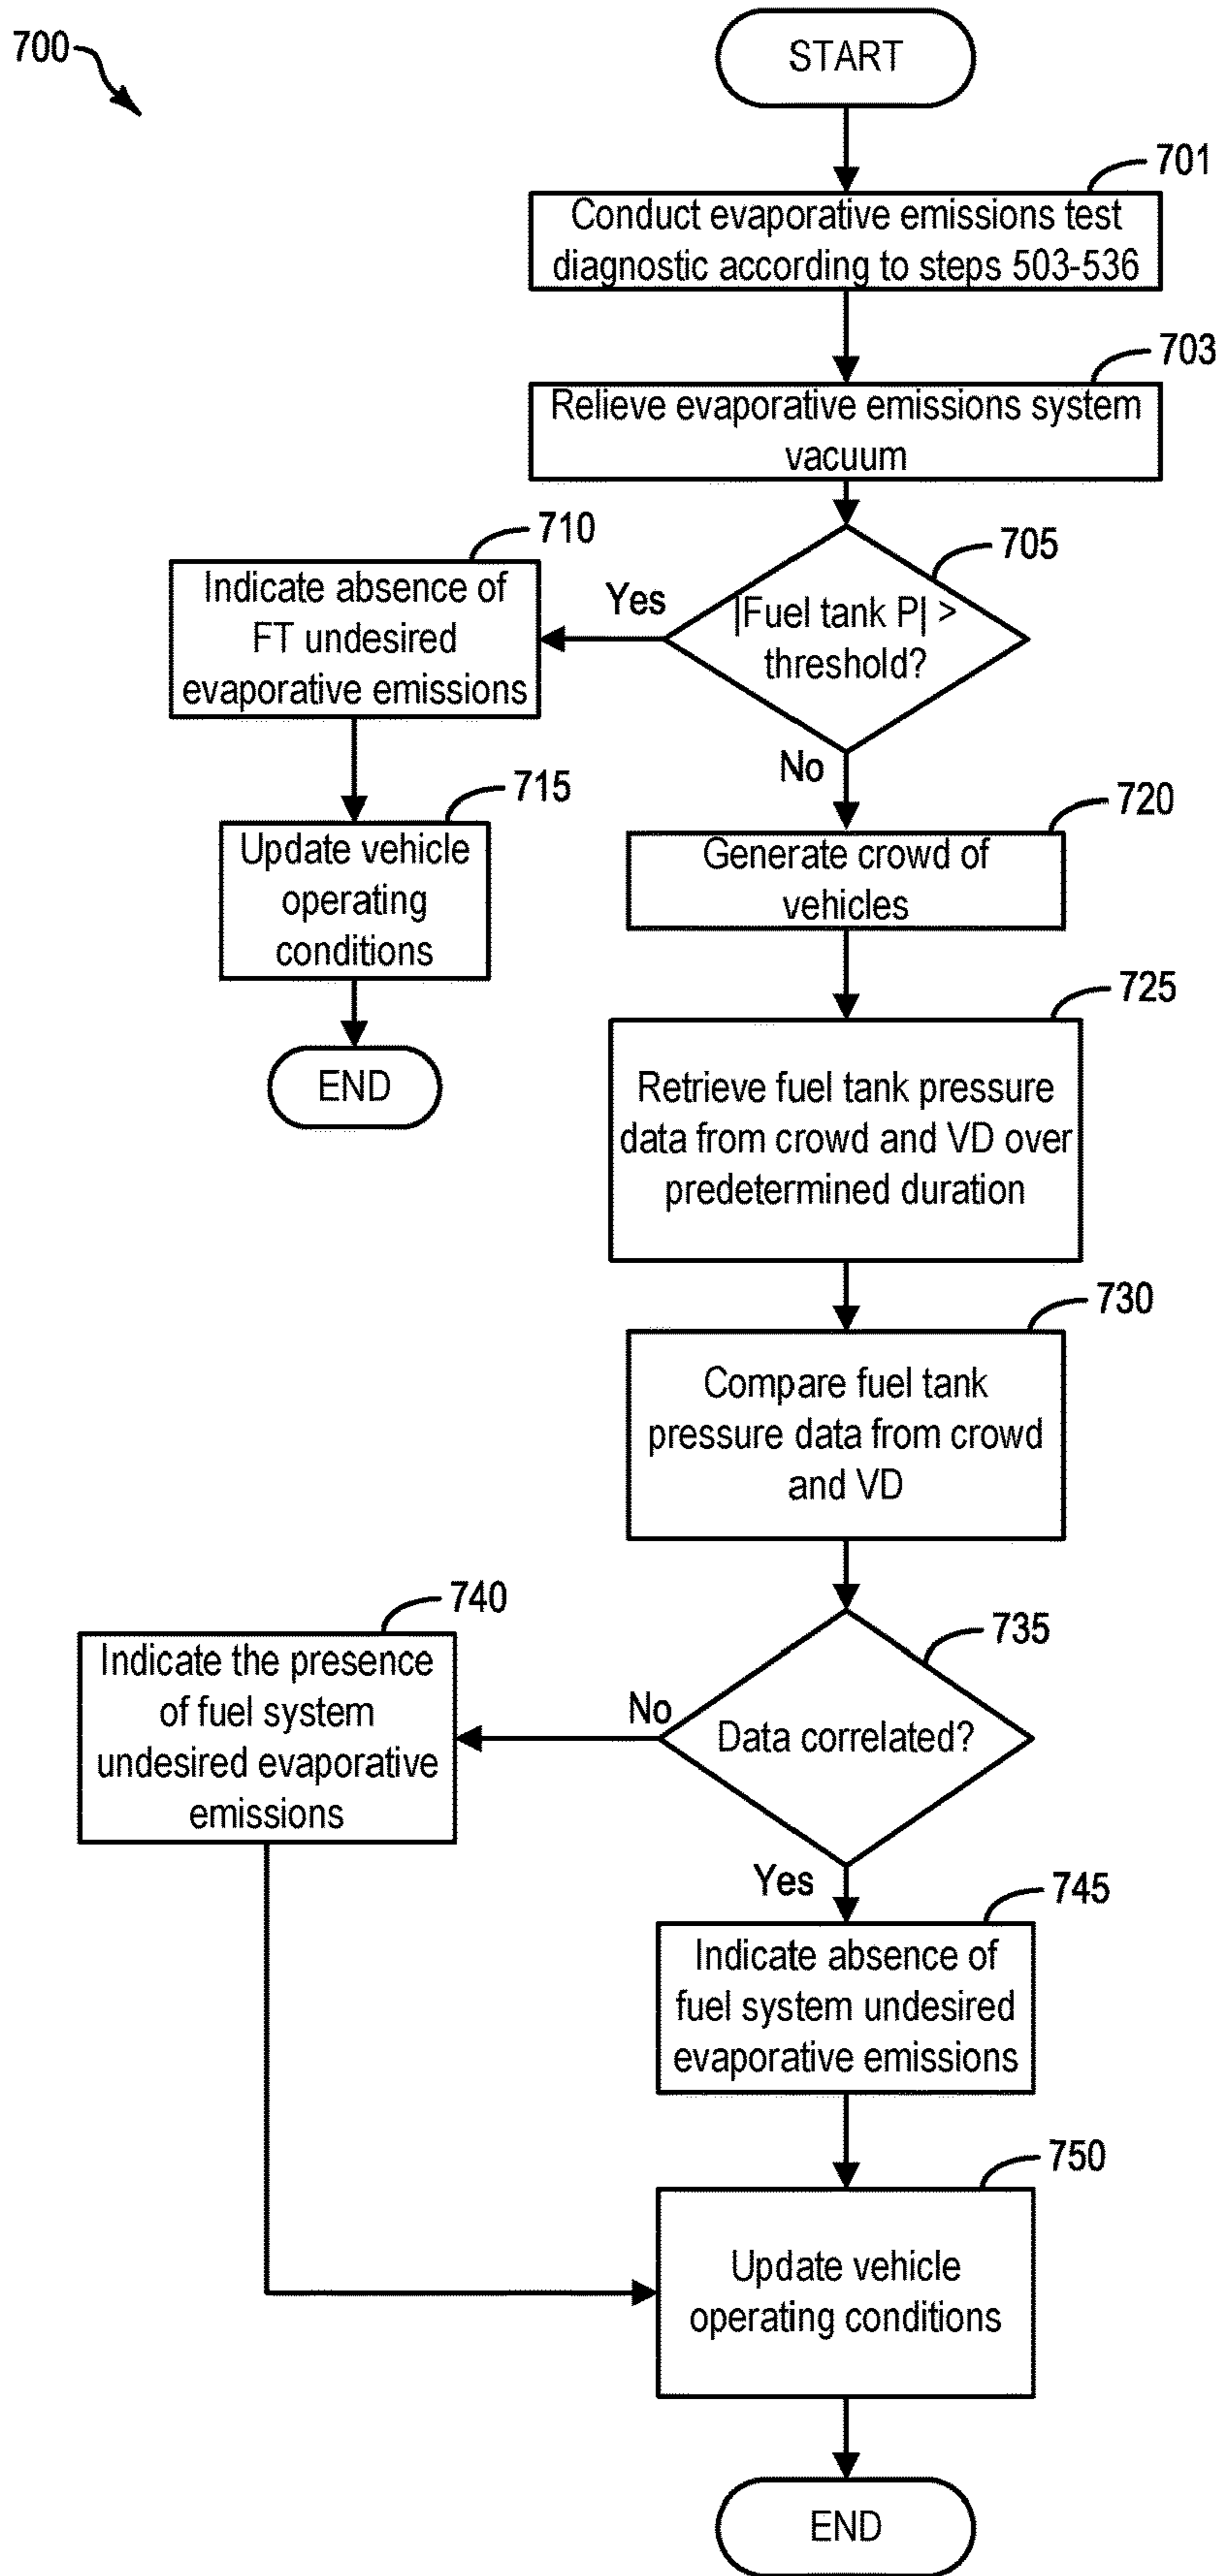 700
START
701
Conduct evaporative emissions test
diagnostic according to steps 503-536
703
Relieve evaporative emissions system
vacuum
705
|Fuel tank P| >
threshold?
Yes
710
Indicate absence of
FT undesired
evaporative emissions
715
Update vehicle
operating
conditions
END
No
720
Generate crowd of
vehicles
725
Retrieve fuel tank pressure
data from crowd and VD over
predetermined duration
730
Compare fuel tank
pressure data from crowd
and VD
735
Data correlated?
No
740
Indicate the presence
of fuel system
undesired evaporative
emissions
Yes
745
Indicate absence of
fuel system undesired
evaporative emissions
750
Update vehicle
operating conditions
END